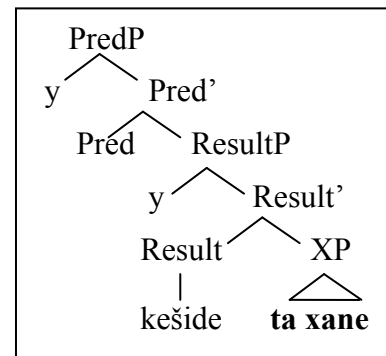 PredP
y Pred’
Pred ResultP
y Result’
Result XP
kešide ta xane